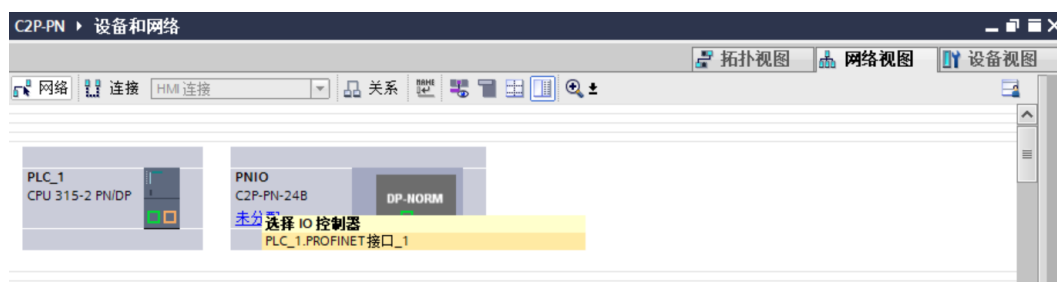 C2P-PN ▸ 设备和网络
拓扑视图 网络视图 设备视图
网络 连接 HMI 连接 关系
PLC_1
CPU 315-2 PN/DP
PNIO
C2P-PN-24B
DP-NORM
未分
选择 IO 控制器
PLC_1.PROFINET接口_1